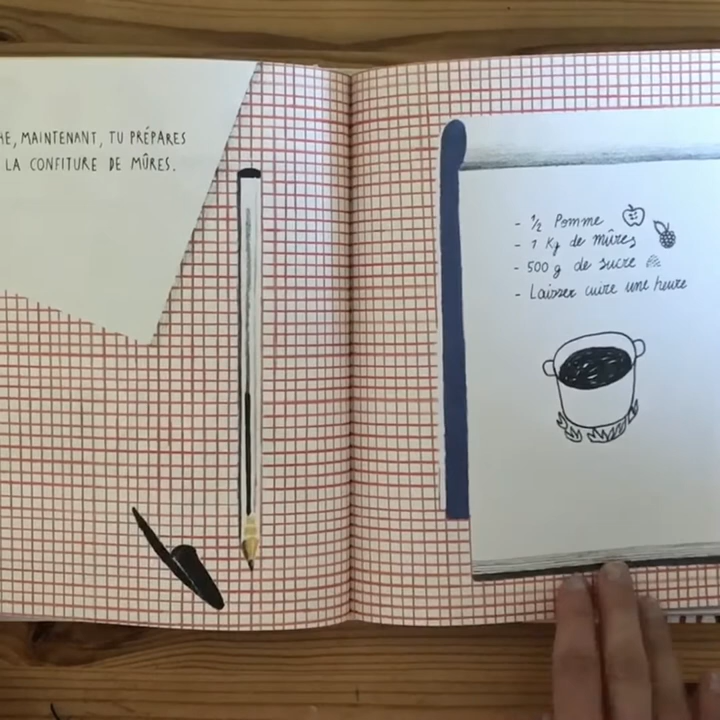 HE, MAINTENANT, TU PRÉPARES
LA CONFITURE DE MÛRES.
- ½ Pomme
- 1 Kg de mûres
- 500 g de sucre
- Laisser cuire une heure